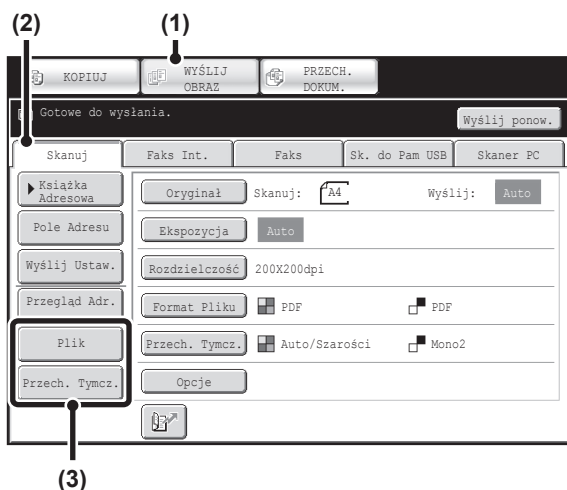 (2) (1)
KOPIUJ WYŚLIJ OBRAZ PRZECH. DOKUM.
Gotowe do wysłania. Wyślij ponow.
Skanuj Faks Int. Faks Sk. do Pam USB Skaner PC
Książka Adresowa Oryginał Skanuj: A4 Wyślij: Auto
Pole Adresu Ekspozycja Auto
Wyślij Ustaw. Rozdzielczość 200X200dpi
Przegląd Adr. Format Pliku PDF PDF
Plik Przech. Tymcz. Auto/Szarości Mono2
Przech. Tymcz. Opcje
(3)